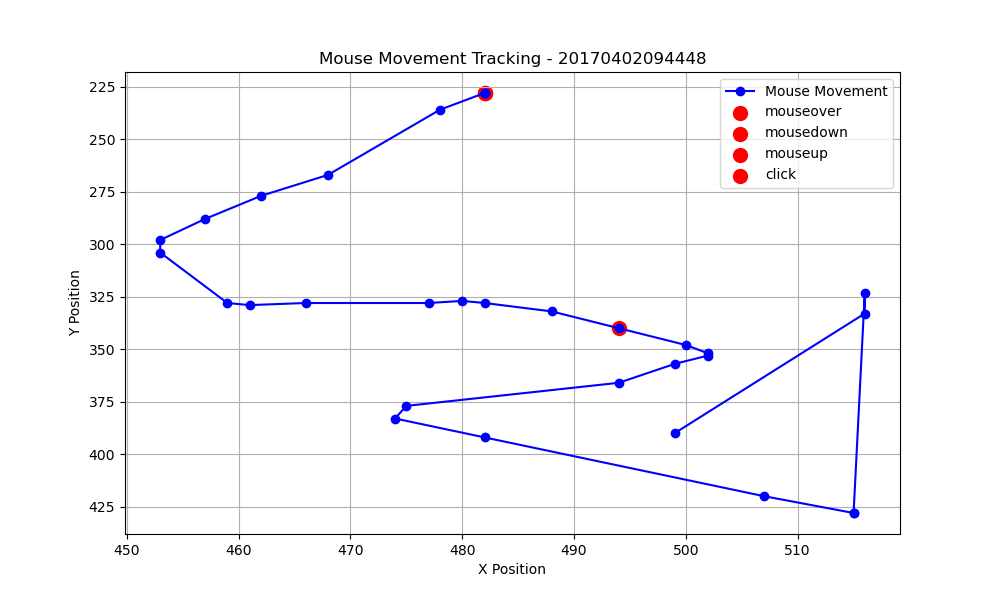 Mouse Movement Tracking - 20170402094448
Mouse Movement
mouseover
mousedown
mouseup
click
225
250
275
300
325
350
375
400
425
Y Position
450 460 470 480 490 500 510
X Position